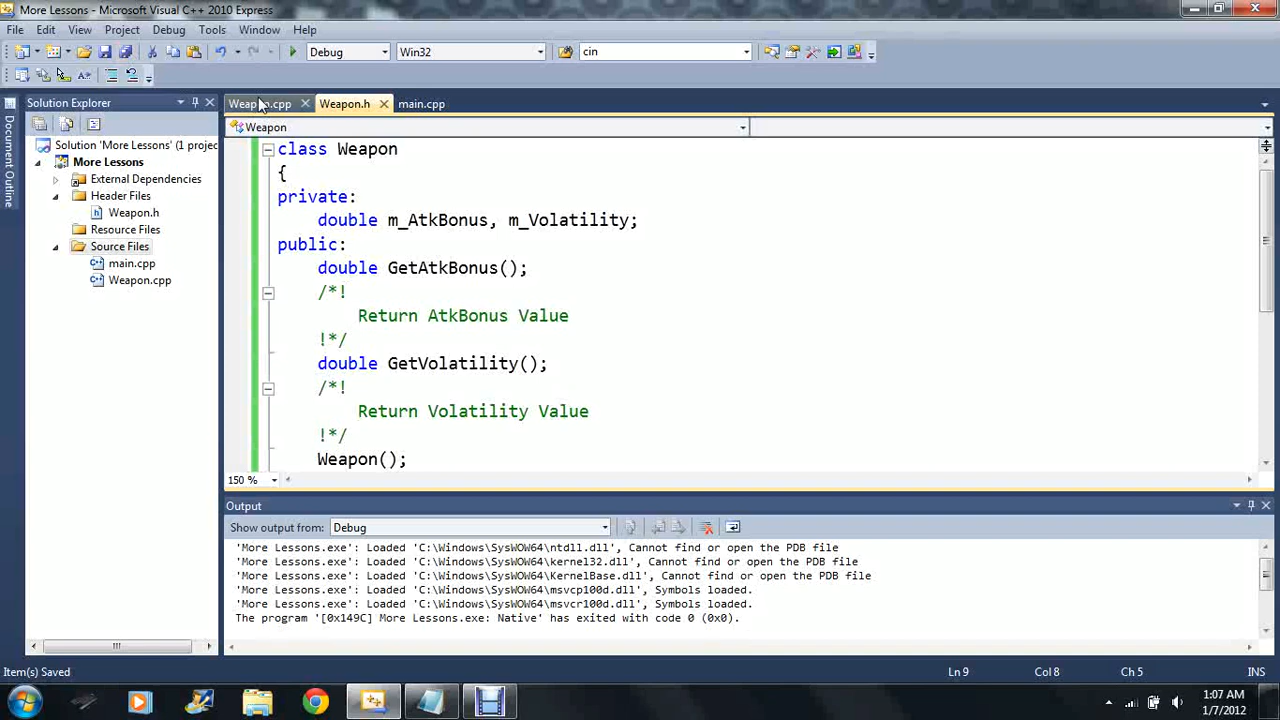 More Lessons - Microsoft Visual C++ 2010 Express
File Edit View Project Debug Tools Window Help
Debug Win32 cin
Solution Explorer
Weapon.cpp Weapon.h main.cpp
Weapon
Document Outline
Solution 'More Lessons' (1 projec
More Lessons
External Dependencies
Header Files
Weapon.h
Resource Files
Source Files
main.cpp
Weapon.cpp
class Weapon
{
private:
double m_AtkBonus, m_Volatility;
public:
double GetAtkBonus();
/*!
Return AtkBonus Value
!*/
double GetVolatility();
/*!
Return Volatility Value
!*/
Weapon();
150 %
Output
Show output from: Debug
'More Lessons.exe': Loaded 'C:\Windows\SysWOW64\ntdll.dll', Cannot find or open the PDB file
'More Lessons.exe': Loaded 'C:\Windows\SysWOW64\kernel32.dll', Cannot find or open the PDB file
'More Lessons.exe': Loaded 'C:\Windows\SysWOW64\KernelBase.dll', Cannot find or open the PDB file
'More Lessons.exe': Loaded 'C:\Windows\SysWOW64\msvcp100d.dll', Symbols loaded.
'More Lessons.exe': Loaded 'C:\Windows\SysWOW64\msvcr100d.dll', Symbols loaded.
The program '[0x149C] More Lessons.exe: Native' has exited with code 0 (0x0).
Item(s) Saved Ln 9 Col 8 Ch 5 INS
1:07 AM
1/7/2012